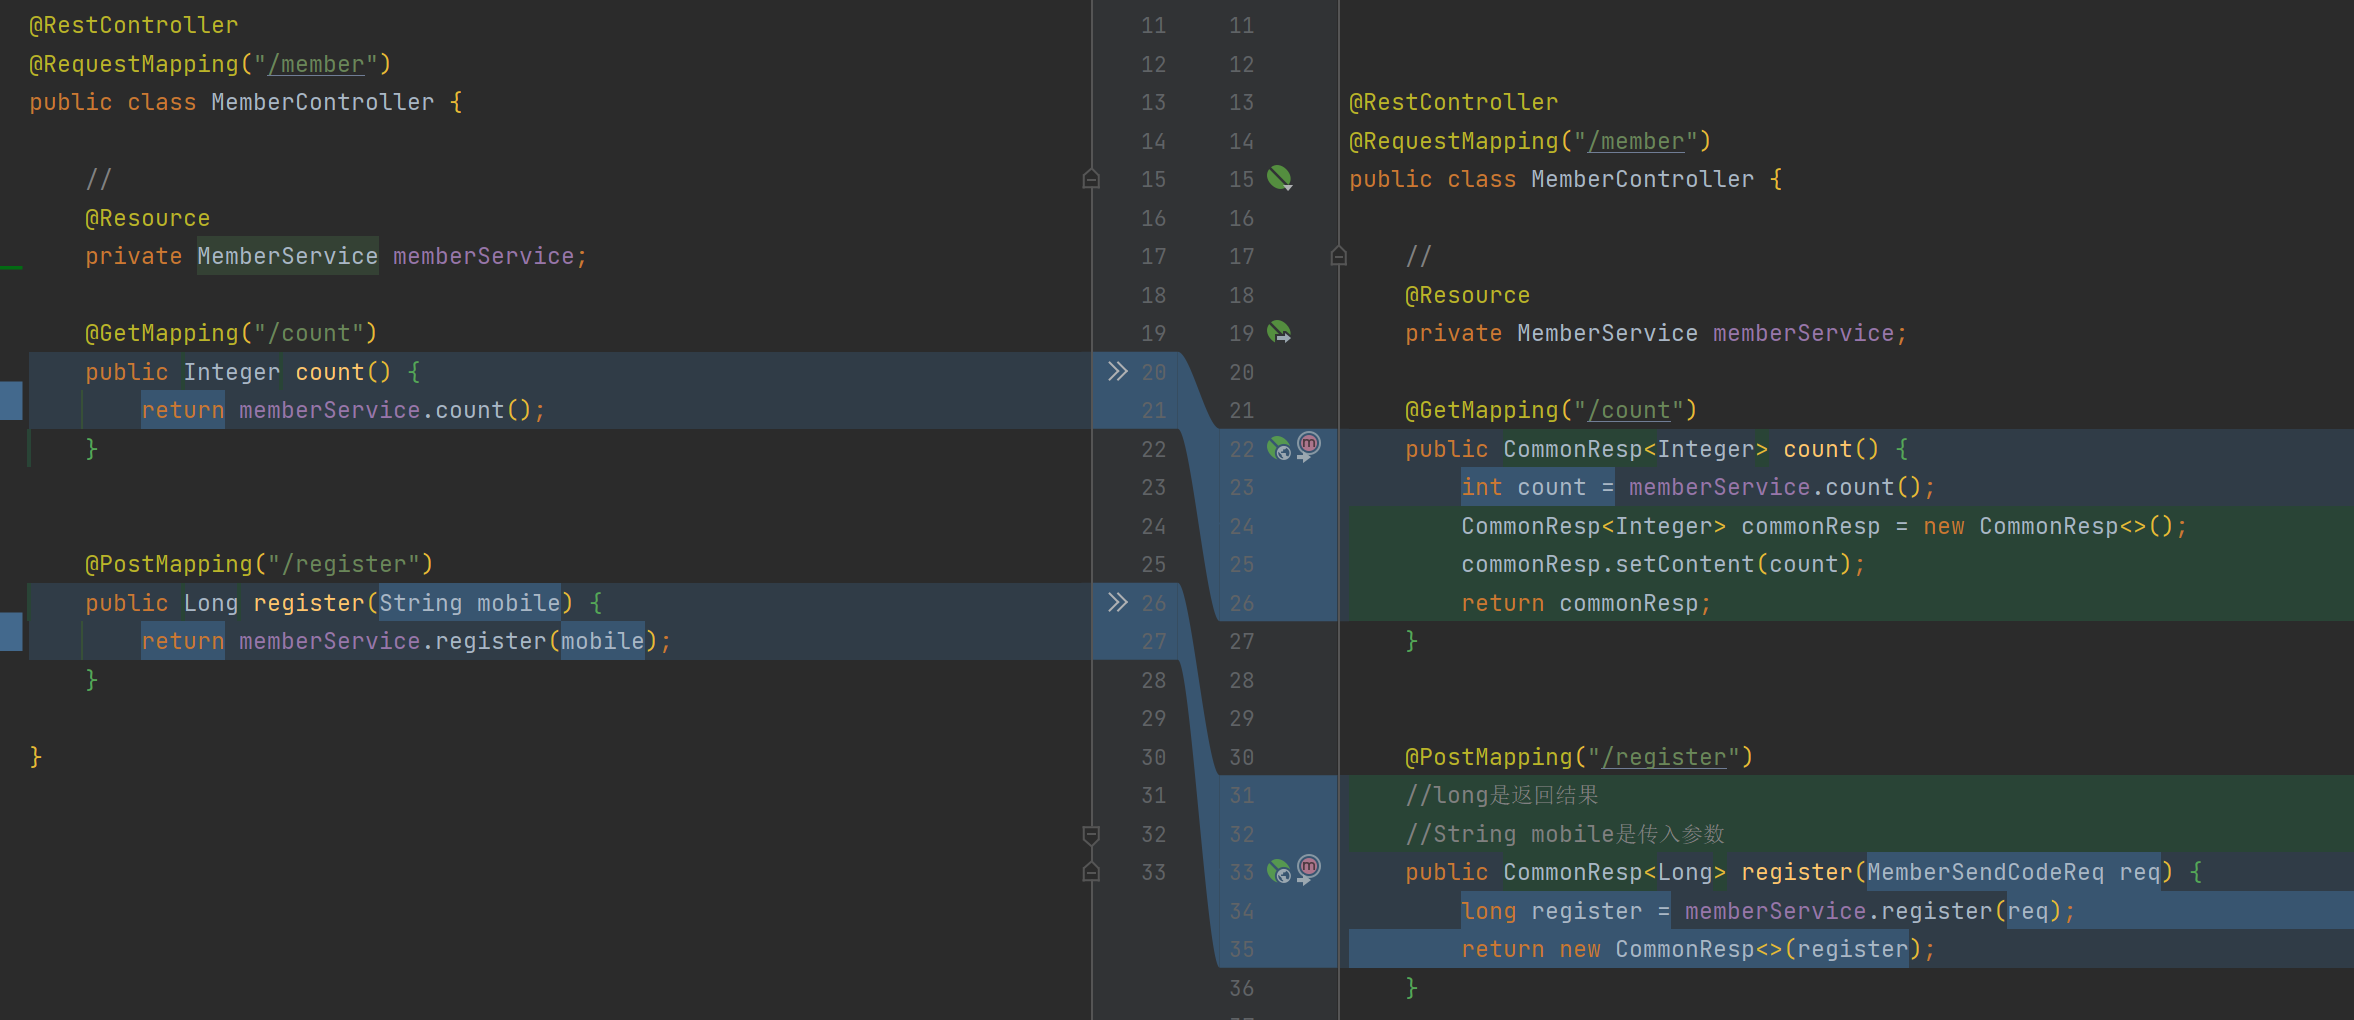 @RestController
@RequestMapping("/member")
public class MemberController {
//
@Resource
private MemberService memberService;
@GetMapping("/count")
public Integer count() {
return memberService.count();
}
@PostMapping("/register")
public Long register(String mobile) {
return memberService.register(mobile);
}
}
11
12
13
14
15
16
17
18
19
20
21
22
23
24
25
26
27
28
29
30
31
32
33
11
12
13 @RestController
14 @RequestMapping("/member")
15 public class MemberController {
16
17 //
18 @Resource
19 private MemberService memberService;
20
21 @GetMapping("/count")
22 public CommonResp<Integer> count() {
23 int count = memberService.count();
24 CommonResp<Integer> commonResp = new CommonResp<>();
25 commonResp.setContent(count);
26 return commonResp;
27 }
28
29
30 @PostMapping("/register")
31 //long是返回结果
32 //String mobile是传入参数
33 public CommonResp<Long> register(MemberSendCodeReq req) {
34 long register = memberService.register(req);
35 return new CommonResp<>(register);
36 }